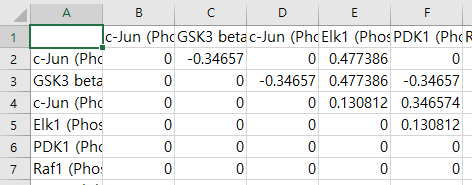 A B C D E F
1 c-Jun (Pho GSK3 beta c-Jun (Pho Elk1 (Phos PDK1 (Pho R
2 c-Jun (Pho 0 -0.34657 0 0.477386 0
3 GSK3 beta 0 0 -0.34657 0.477386 -0.34657
4 c-Jun (Pho 0 0 0 0.130812 0.346574
5 Elk1 (Phos 0 0 0 0 0.130812
6 PDK1 (Pho 0 0 0 0 0
7 Raf1 (Phos 0 0 0 0 0